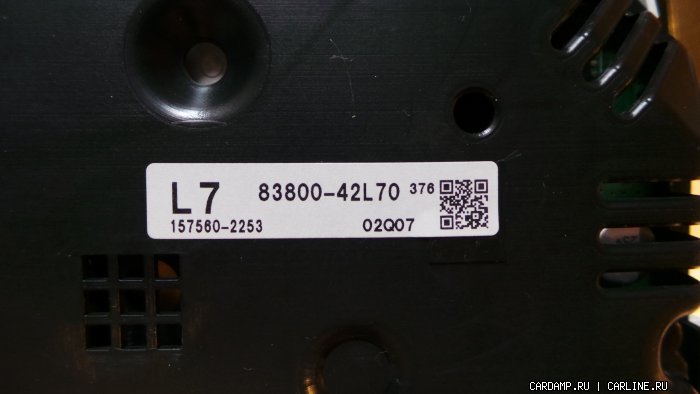 L7 83800-42L70 376
157560-2253 02Q07
CARDAMP.RU | CARLINE.RU